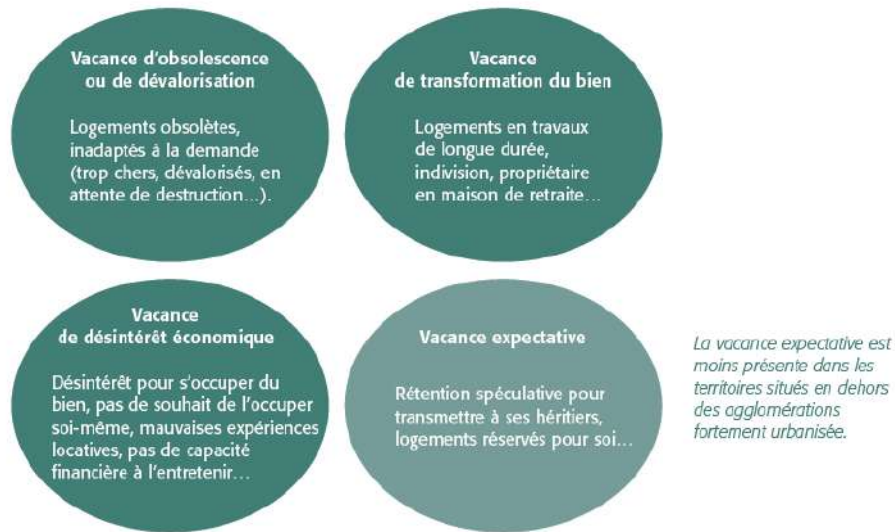 Vacance d'obsolescence
ou de dévalorisation
Logements obsolètes,
inadaptés à la demande
(trop chers, dévalorisés, en
attente de destruction...).
Vacance
de transformation du bien
Logements en travaux
de longue durée,
indivision, propriétaire
en maison de retraite...
Vacance
de désintérêt économique
Désintérêt pour s'occuper du
bien, pas de souhait de l'occuper
soi-même, mauvaises expériences
locatives, pas de capacité
financière à l'entretenir...
Vacance expectative
Rétention spéculative pour
transmettre à ses héritiers,
logements réservés pour soi...
La vacance expectative est
moins présente dans les
territoires situés en dehors
des agglomérations
fortement urbanisée.